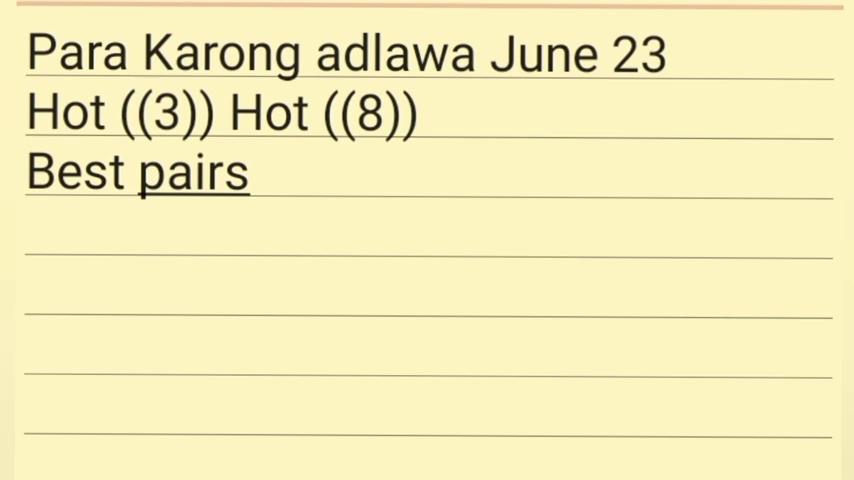 Para Karong adlawa June 23
Hot ((3)) Hot ((8))
Best pairs